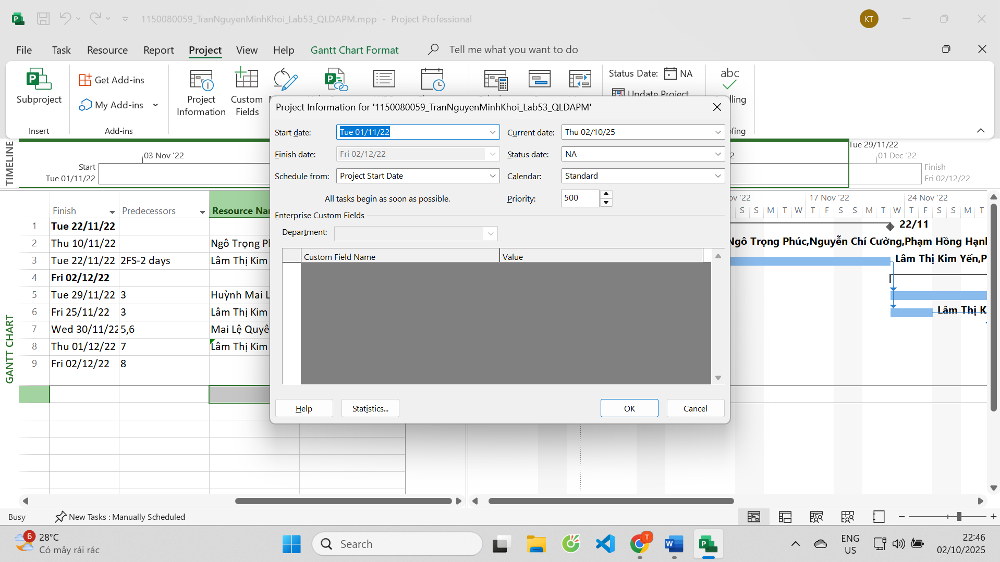 1150080059_TranNguyenMinhKhoi_Lab53_QLDAPM.mpp - Project Professional
KT
File Task Resource Report Project View Help Gantt Chart Format Tell me what you want to do
Subproject
Get Add-ins
My Add-ins
Project Information
Custom Fields
Status Date: NA
Update Project
abc
Insert
Add-ins
Project Information for '1150080059_TranNguyenMinhKhoi_Lab53_QLDAPM'
Start date: Tue 01/11/22
Current date: Thu 02/10/25
Finish date: Fri 02/12/22
Status date: NA
Schedule from: Project Start Date
Calendar: Standard
All tasks begin as soon as possible.
Priority: 500
Enterprise Custom Fields
Department:
Custom Field Name Value
Help Statistics... OK Cancel
TIMELINE
03 Nov '22
Start
Tue 01/11/22
Tue 29/11/22
01 Dec '22
Finish
Fri 02/12/22
GANTT CHART
Finish Predecessors Resource Nar
1 Tue 22/11/22
2 Thu 10/11/22 Ngô Trọng
3 Tue 22/11/22 2FS-2 days Lâm Thị Kim
4 Fri 02/12/22
5 Tue 29/11/22 3 Huỳnh Mai L
6 Fri 25/11/22 3 Lâm Thị Kim
7 Wed 30/11/22 5,6 Mai Lệ Quyê
8 Thu 01/12/22 7 Lâm Thị Kim
9 Fri 02/12/22 8
17 Nov '22 24 Nov '22
S S M T W T F S S M T W T F S S M T
22/11
Ngô Trọng Phúc,Nguyễn Chí Cường,Phạm Hồng Hạnh
Lâm Thị Kim Yến,P
Lâm Thị K
Busy New Tasks : Manually Scheduled
6
28°C
Có mây rải rác
Search
T
ENG
US
22:46
02/10/2025